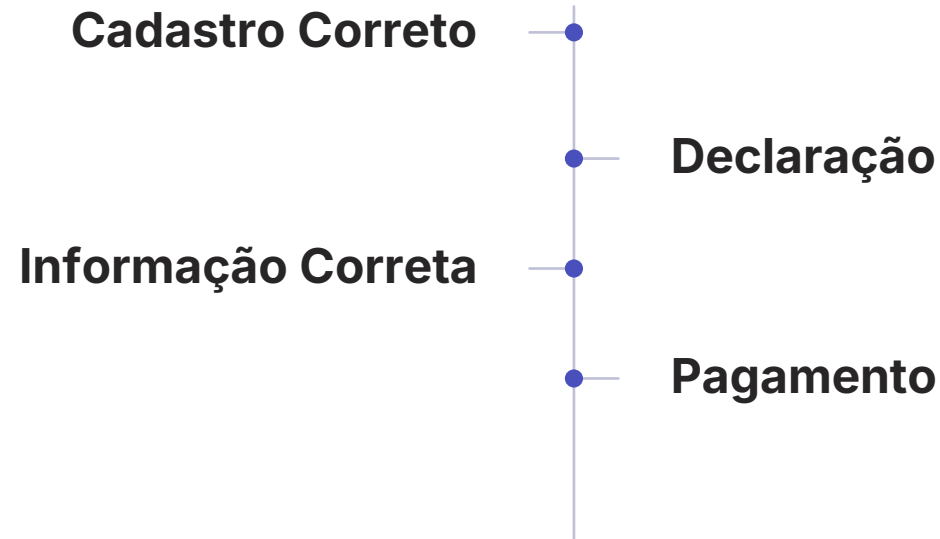 Cadastro Correto
Declaração
Informação Correta
Pagamento